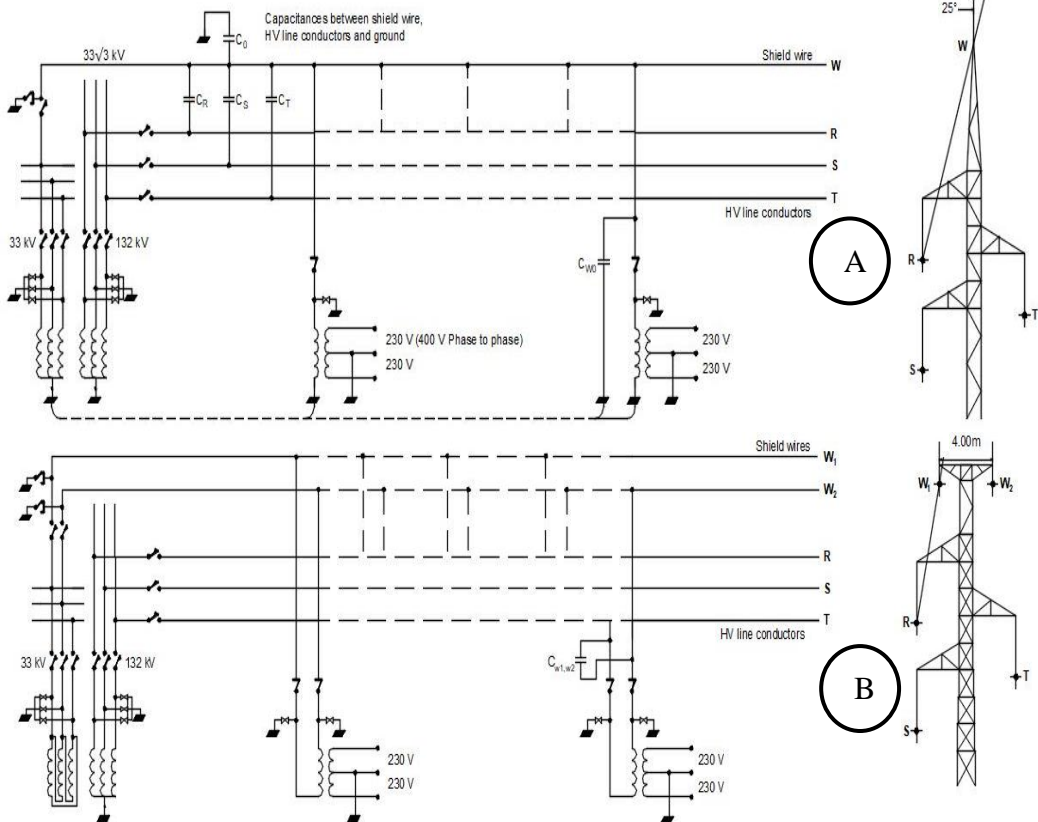 Capacitances between shield wire,
HV line conductors and ground
C0
33√3 kV
Shield wire
W
CR
CS
CT
R
S
T
HV line conductors
33 kV
132 kV
CW0
230 V (400 V Phase to phase)
230 V
230 V
230 V
25°
W
R
T
S
A
Shield wires
W1
W2
R
S
T
HV line conductors
33 kV
132 kV
Cw1,w2
230 V
230 V
230 V
230 V
4.00m
W1
W2
R
T
S
B